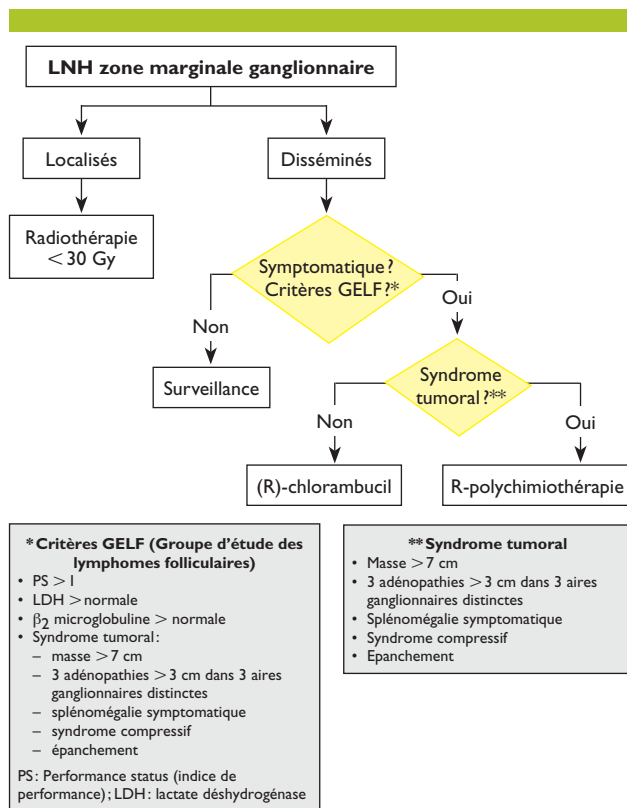 LNH zone marginale ganglionnaire
Localisés
Disséminés
Radiothérapie
< 30 Gy
Symptomatique?
Critères GELF?*
Non
Oui
Surveillance
Syndrome
tumoral?**
Non
Oui
(R)-chlorambucil
R-polychimiothérapie
*Critères GELF (Groupe d'étude des
lymphomes folliculaires)
• PS > 1
• LDH > normale
• β2 microglobuline > normale
• Syndrome tumoral:
– masse > 7 cm
– 3 adénopathies > 3 cm dans 3 aires
ganglionnaires distinctes
– splénomégalie symptomatique
– syndrome compressif
– épanchement
PS: Performance status (indice de
performance); LDH: lactate déshydrogénase
**Syndrome tumoral
• Masse > 7 cm
• 3 adénopathies > 3 cm dans 3 aires
ganglionnaires distinctes
• Splénomégalie symptomatique
• Syndrome compressif
• Epanchement